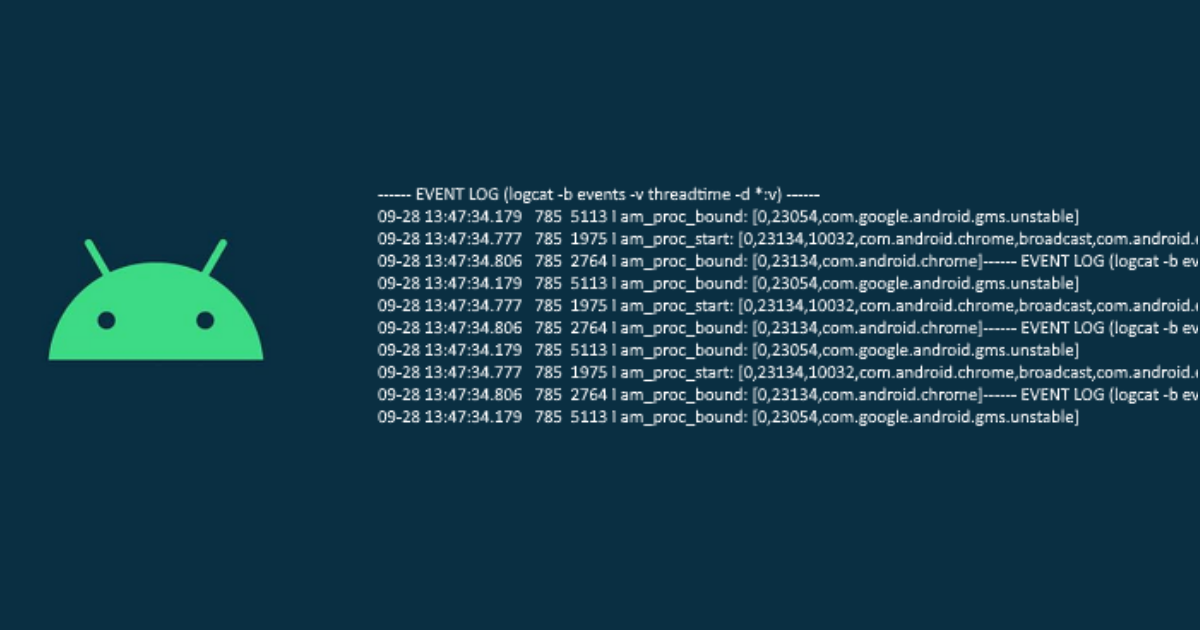 ------ EVENT LOG (logcat -b events -v threadtime -d *:v) ------
09-28 13:47:34.179   785  5113 I am_proc_bound: [0,23054,com.google.android.gms.unstable]
09-28 13:47:34.777   785  1975 I am_proc_start: [0,23134,10032,com.android.chrome,broadcast,com.android.
09-28 13:47:34.806   785  2764 I am_proc_bound: [0,23134,com.android.chrome]------ EVENT LOG (logcat -b ev
09-28 13:47:34.179   785  5113 I am_proc_bound: [0,23054,com.google.android.gms.unstable]
09-28 13:47:34.777   785  1975 I am_proc_start: [0,23134,10032,com.android.chrome,broadcast,com.android.
09-28 13:47:34.806   785  2764 I am_proc_bound: [0,23134,com.android.chrome]------ EVENT LOG (logcat -b ev
09-28 13:47:34.179   785  5113 I am_proc_bound: [0,23054,com.google.android.gms.unstable]
09-28 13:47:34.777   785  1975 I am_proc_start: [0,23134,10032,com.android.chrome,broadcast,com.android.
09-28 13:47:34.806   785  2764 I am_proc_bound: [0,23134,com.android.chrome]------ EVENT LOG (logcat -b ev
09-28 13:47:34.179   785  5113 I am_proc_bound: [0,23054,com.google.android.gms.unstable]